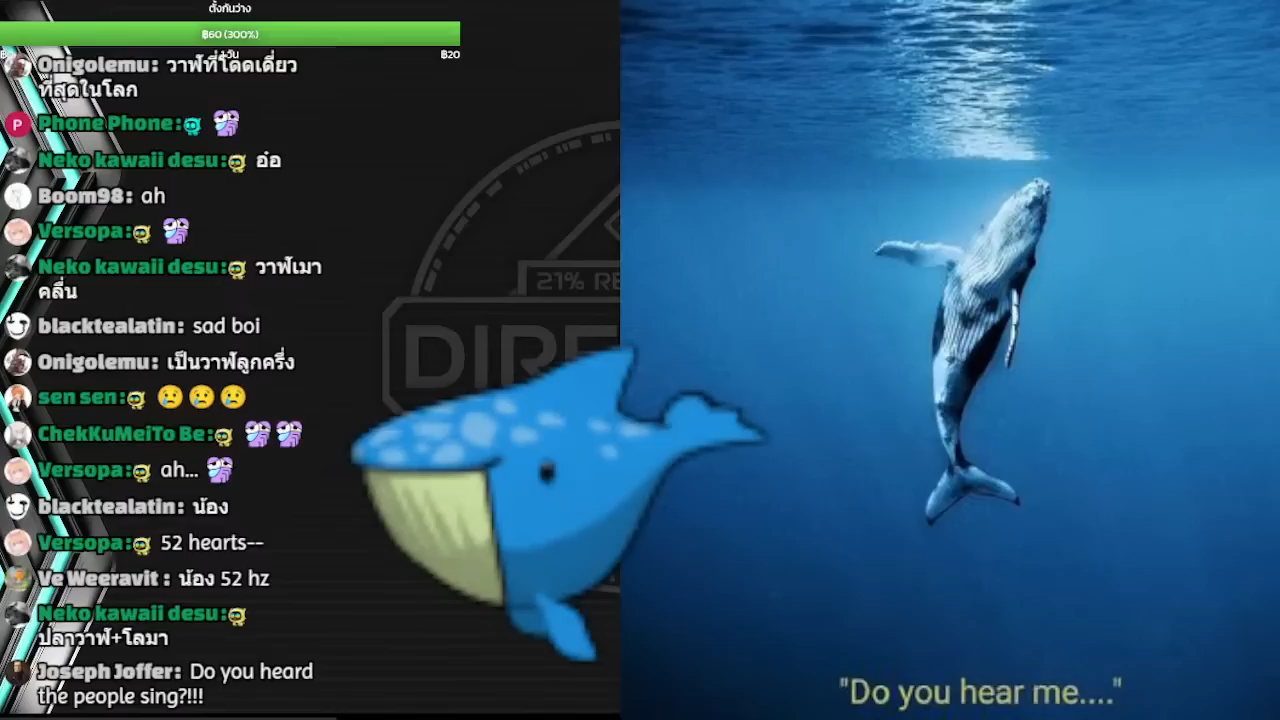 ตั้งกันว่าง
฿60 (300%)
1 วัน
฿20
Onigolemu: วาฬที่โดดเดี่ยว
ที่สุดในโลก
Phone Phone:
Neko kawaii desu: อ๋อ
Boom98: ah
Versopa:
Neko kawaii desu: วาฬเมา
คลื่น
blacktealatin: sad boi
Onigolemu: เป็นวาฬลูกครึ่ง
sen sen: 😢😢😢
ChekKuMeiTo Be:
Versopa: ah...
blacktealatin: น้อง
Versopa: 52 hearts--
Ve Weeravit : น้อง 52 hz
Neko kawaii desu:
ปลาวาฬ+โลมา
Joseph Joffer: Do you heard
the people sing?!!!
21% RE
DIRE
"Do you hear me...."